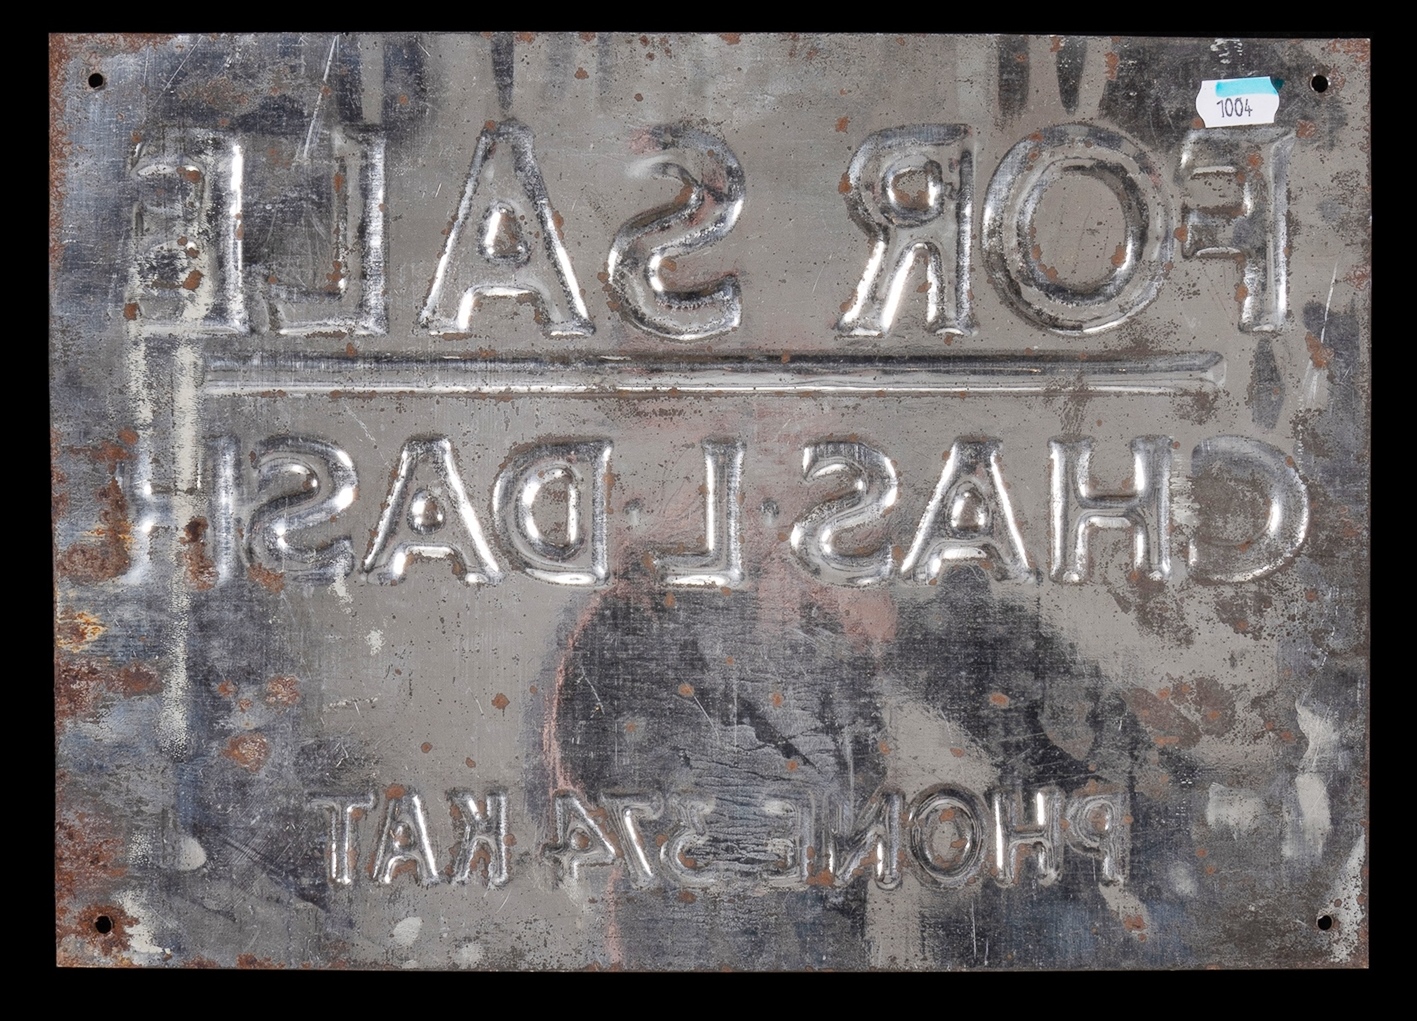 1004
FOR SALE
CHAS·L·DASH
PHONE 374 KAT